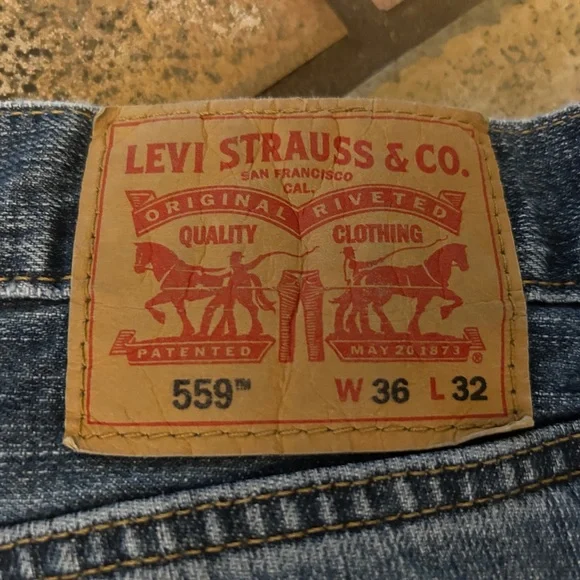 LEVI STRAUSS & CO.
SAN FRANCISCO
CAL.
ORIGINAL RIVETED
QUALITY CLOTHING
PATENTED MAY 20 1873 ®
559™ W 36 L 32